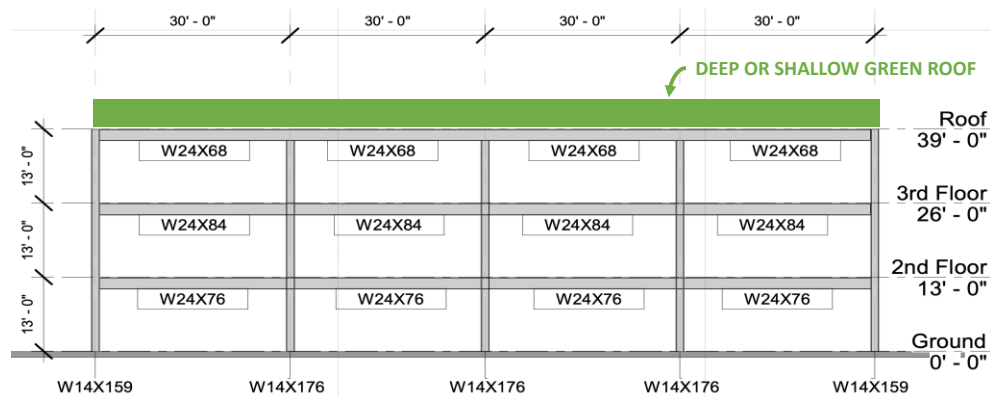 30' - 0"
30' - 0"
30' - 0"
30' - 0"
DEEP OR SHALLOW GREEN ROOF
Roof
39' - 0"
W24X68
W24X68
W24X68
W24X68
13' - 0"
3rd Floor
26' - 0"
W24X84
W24X84
W24X84
W24X84
13' - 0"
2nd Floor
13' - 0"
W24X76
W24X76
W24X76
W24X76
13' - 0"
Ground
0' - 0"
W14X159
W14X176
W14X176
W14X176
W14X159